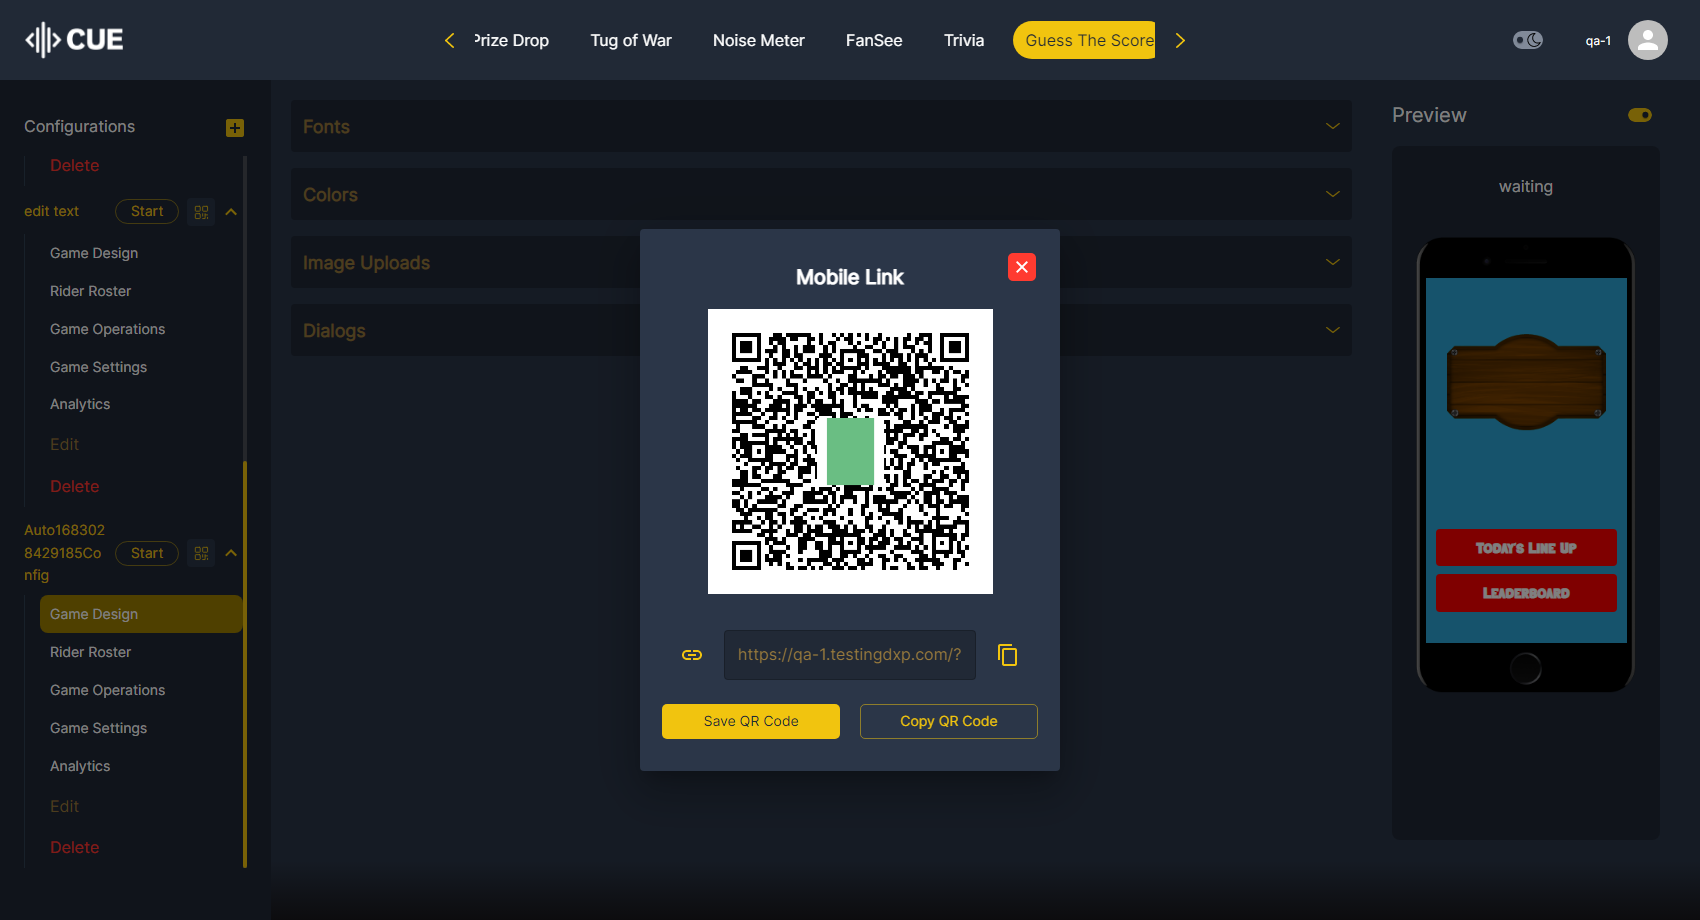 CUE
Prize Drop
Tug of War
Noise Meter
FanSee
Trivia
Guess The Score
qa-1
Configurations
Delete
edit text
Start
Game Design
Rider Roster
Game Operations
Game Settings
Analytics
Edit
Delete
Auto168302
8429185Co
nfig
Start
Game Design
Rider Roster
Game Operations
Game Settings
Analytics
Edit
Delete
Fonts
Colors
Image Uploads
Dialogs
Mobile Link
https://qa-1.testingdxp.com/?
Save QR Code
Copy QR Code
Preview
waiting
Today's Line Up
Leaderboard